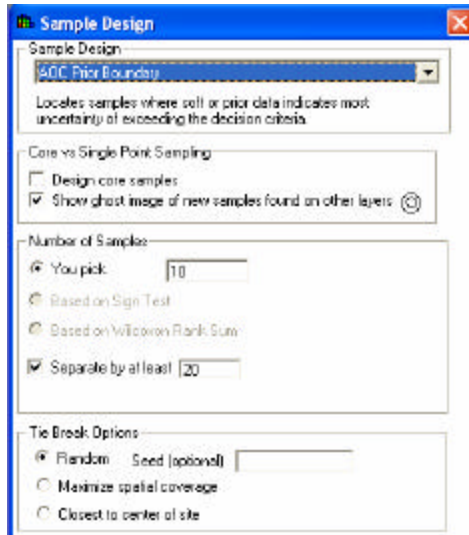 Sample Design
Sample Design
AOC Prior Boundary
Locates samples where soft or prior data indicates most
uncertainty of exceeding the decision criteria.
Core vs Single Point Sampling
Design core samples
Show ghost image of new samples found on other layers
Number of Samples
You pick 10
Based on Sign Test
Based on Wilcoxon Rank Sum
Separate by at least 20
Tie Break Options
Random Seed (optional)
Maximize spatial coverage
Closest to center of site